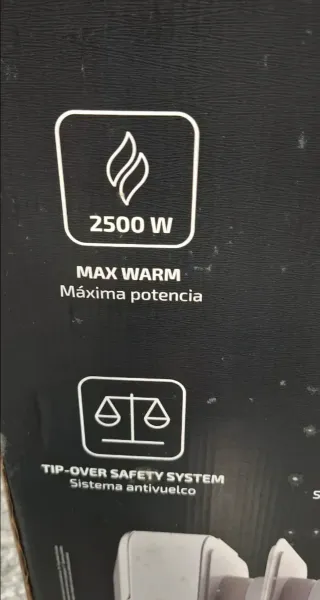 2500 W
MAX WARM
Máxima potencia
TIP-OVER SAFETY SYSTEM
Sistema antivuelco
S